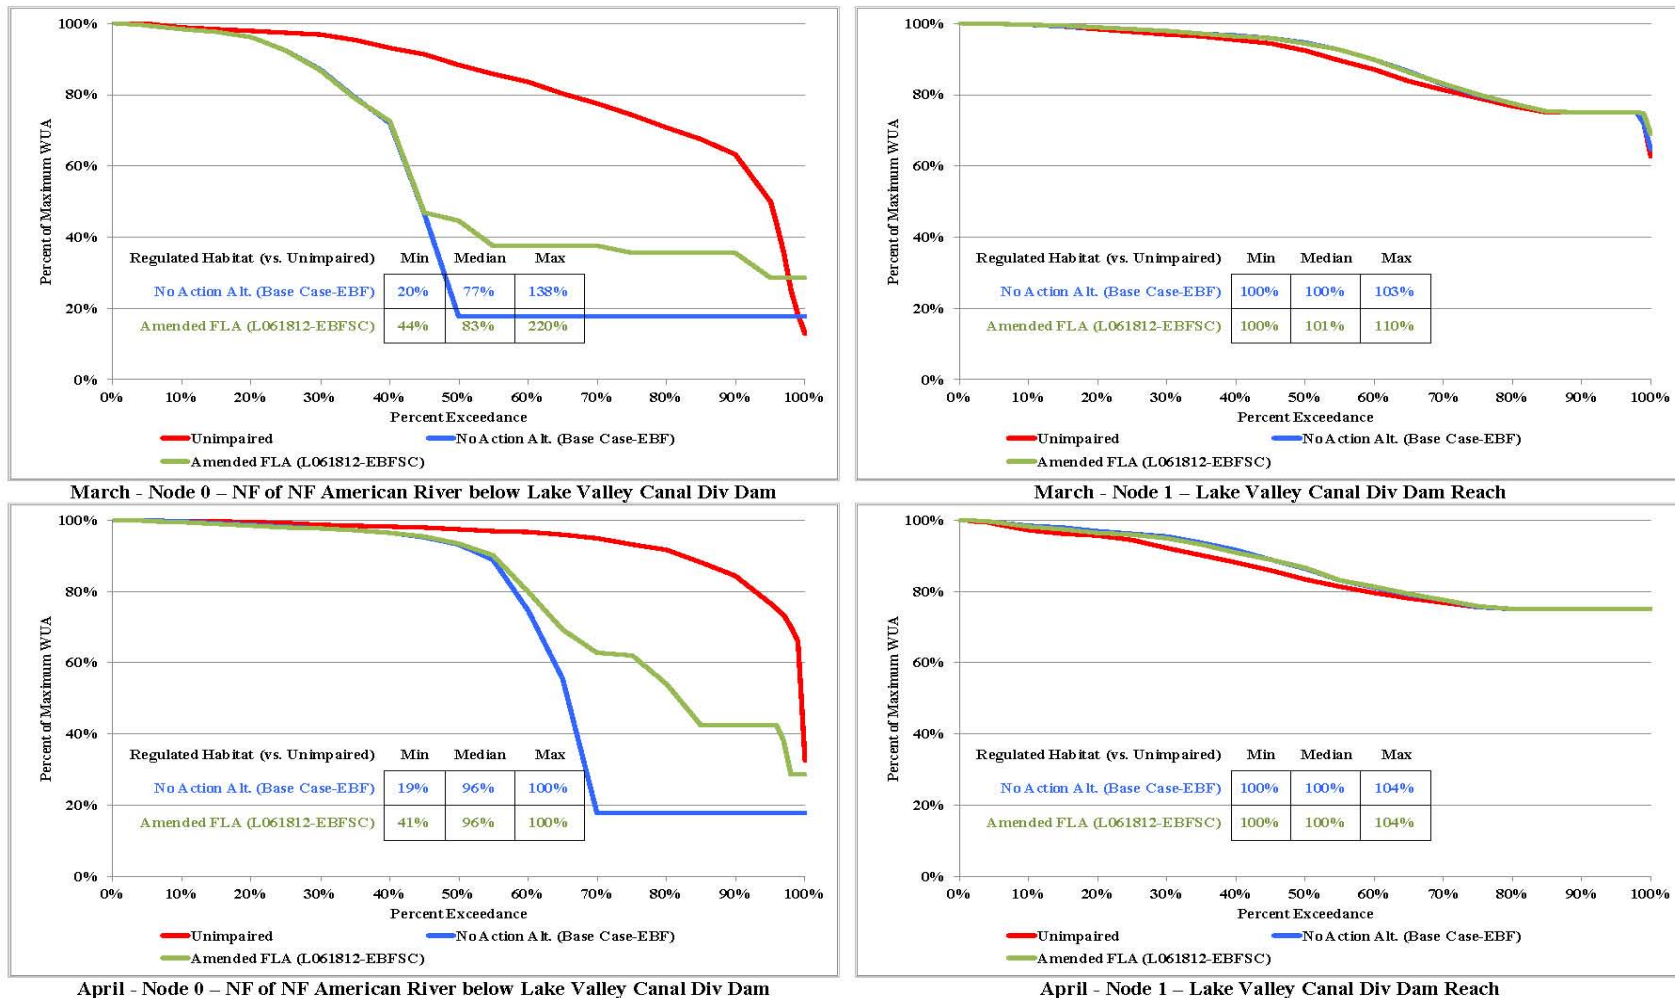 100%
80%
60%
40%
20%
0%
Percent of Maximum WUA
Regulated Habitat (vs. Unimpaired) Min Median Max
No Action Alt. (Base Case-EBF) 20% 77% 138%
Amended FLA (L061812-EBFSC) 44% 83% 220%
0% 10% 20% 30% 40% 50% 60% 70% 80% 90% 100%
Percent Exceedance
Unimpaired No Action Alt. (Base Case-EBF)
Amended FLA (L061812-EBFSC)
March - Node 0 – NF of NF American River below Lake Valley Canal Div Dam
100%
80%
60%
40%
20%
0%
Percent of Maximum WUA
Regulated Habitat (vs. Unimpaired) Min Median Max
No Action Alt. (Base Case-EBF) 100% 100% 103%
Amended FLA (L061812-EBFSC) 100% 101% 110%
0% 10% 20% 30% 40% 50% 60% 70% 80% 90% 100%
Percent Exceedance
Unimpaired No Action Alt. (Base Case-EBF)
Amended FLA (L061812-EBFSC)
March - Node 1 – Lake Valley Canal Div Dam Reach
100%
80%
60%
40%
20%
0%
Percent of Maximum WUA
Regulated Habitat (vs. Unimpaired) Min Median Max
No Action Alt. (Base Case-EBF) 19% 96% 100%
Amended FLA (L061812-EBFSC) 41% 96% 100%
0% 10% 20% 30% 40% 50% 60% 70% 80% 90% 100%
Percent Exceedance
Unimpaired No Action Alt. (Base Case-EBF)
Amended FLA (L061812-EBFSC)
April - Node 0 – NF of NF American River below Lake Valley Canal Div Dam
100%
80%
60%
40%
20%
0%
Percent of Maximum WUA
Regulated Habitat (vs. Unimpaired) Min Median Max
No Action Alt. (Base Case-EBF) 100% 100% 104%
Amended FLA (L061812-EBFSC) 100% 100% 104%
0% 10% 20% 30% 40% 50% 60% 70% 80% 90% 100%
Percent Exceedance
Unimpaired No Action Alt. (Base Case-EBF)
Amended FLA (L061812-EBFSC)
April - Node 1 – Lake Valley Canal Div Dam Reach